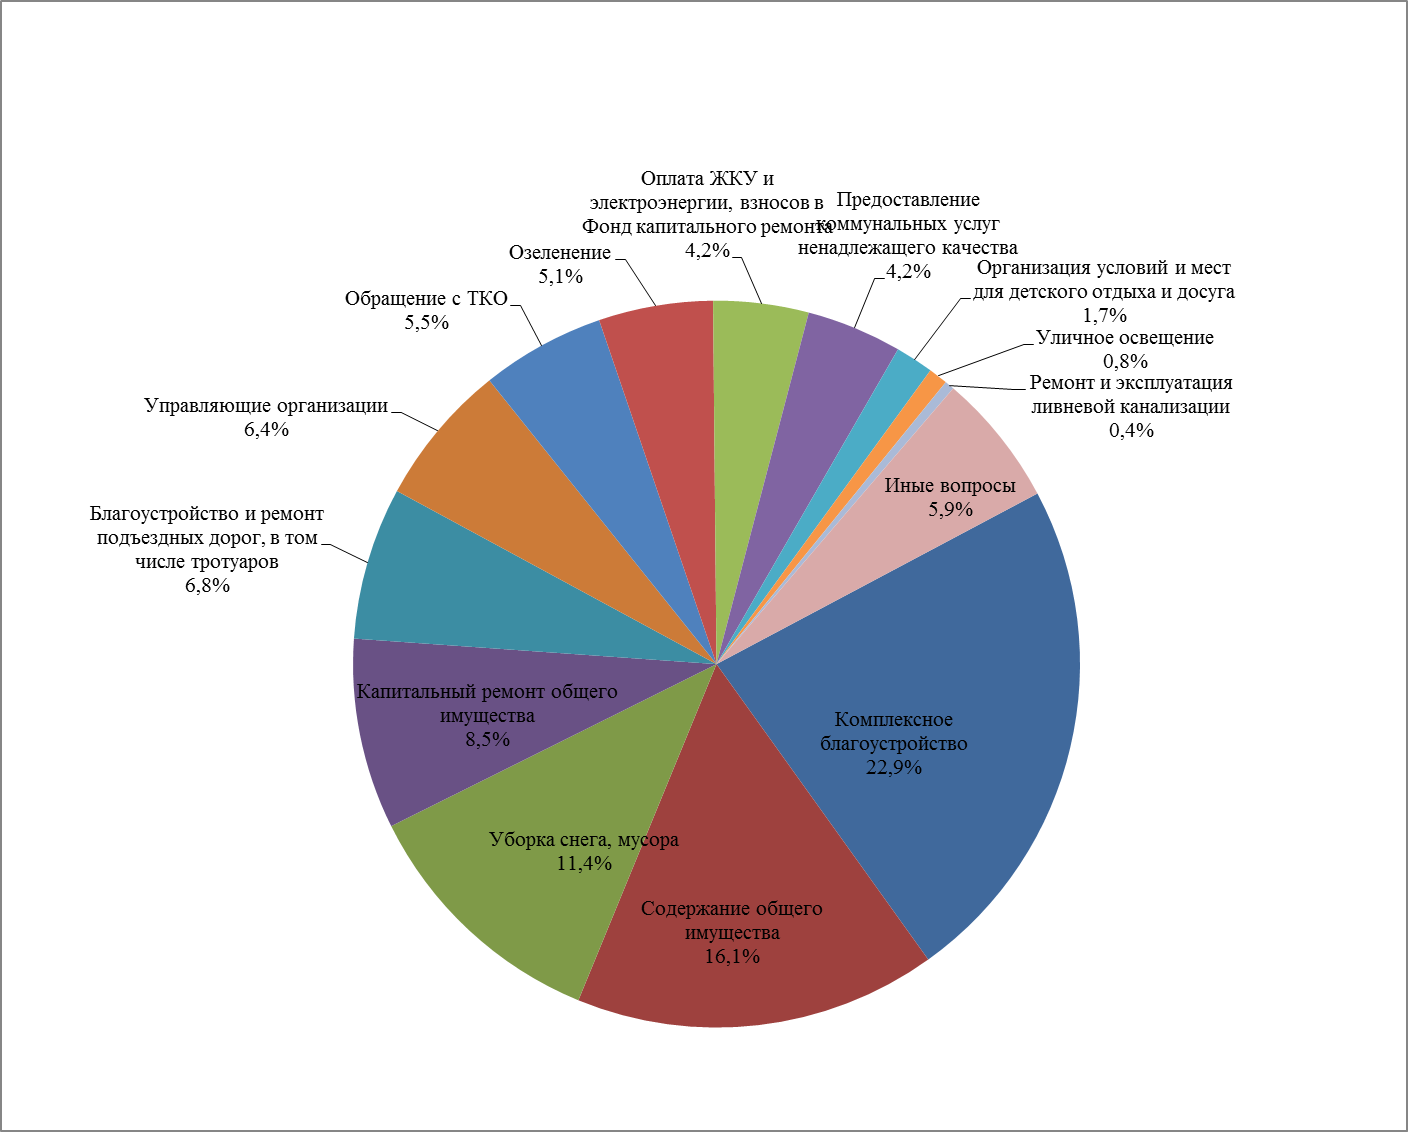 Оплата ЖКУ и
электроэнергии, взносов в
Фонд капитального ремонта
4,2%
Предоставление
коммунальных услуг
ненадлежащего качества
4,2%
Организация условий и мест
для детского отдыха и досуга
1,7%
Уличное освещение
0,8%
Ремонт и эксплуатация
ливневой канализации
0,4%
Иные вопросы
5,9%
Комплексное
благоустройство
22,9%
Содержание общего
имущества
16,1%
Уборка снега, мусора
11,4%
Капитальный ремонт общего
имущества
8,5%
Благоустройство и ремонт
подъездных дорог, в том
числе тротуаров
6,8%
Управляющие организации
6,4%
Обращение с ТКО
5,5%
Озеленение
5,1%